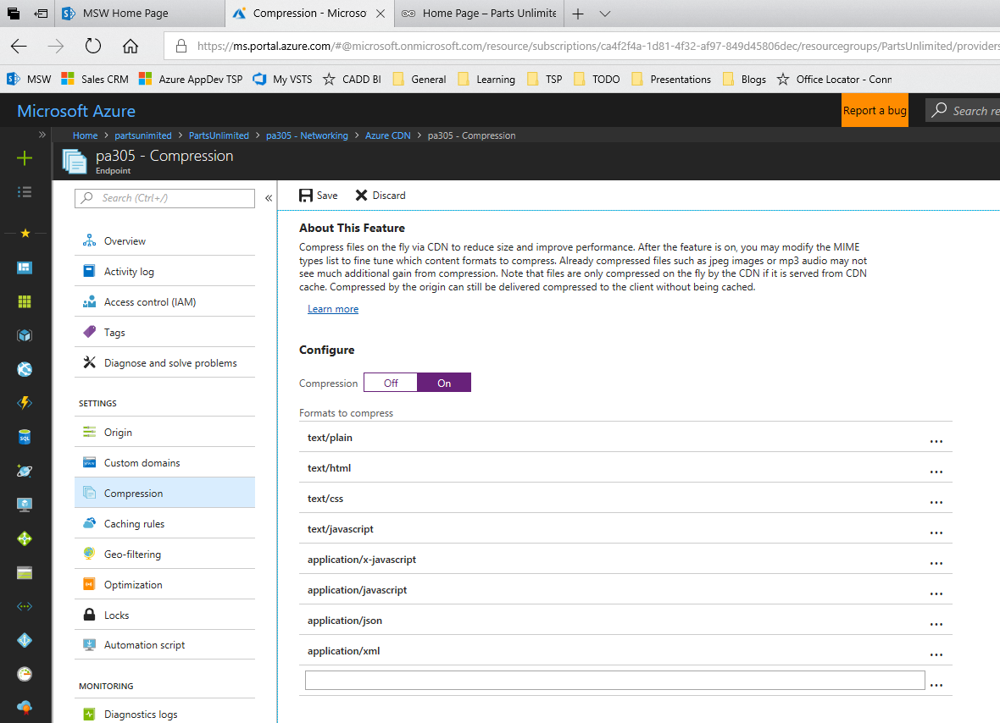 MSW Home Page
Compression - Microso
Home Page – Parts Unlimite
https://ms.portal.azure.com/#@microsoft.onmicrosoft.com/resource/subscriptions/ca4f2f4a-1d81-4f32-af97-849d45806dec/resourcegroups/PartsUnlimited/providers
MSW Sales CRM Azure AppDev TSP My VSTS CADD BI General Learning TSP TODO Presentations Blogs Office Locator - Conn
Microsoft Azure
Report a bug
Search re
Home > partsunimited > PartsUnlimited > pa305 - Networking > Azure CDN > pa305 - Compression
pa305 - Compression
Endpoint
Search (Ctrl+/)
Overview
Activity log
Access control (IAM)
Tags
Diagnose and solve problems
SETTINGS
Origin
Custom domains
Compression
Caching rules
Geo-filtering
Optimization
Locks
Automation script
MONITORING
Diagnostics logs
Save Discard
About This Feature
Compress files on the fly via CDN to reduce size and improve performance. After the feature is on, you may modify the MIME
types list to fine tune which content formats to compress. Already compressed files such as jpeg images or mp3 audio may not
see much additional gain from compression. Note that files are only compressed on the fly by the CDN if it is served from CDN
cache. Compressed by the origin can still be delivered compressed to the client without being cached.
Learn more
Configure
Compression Off On
Formats to compress
text/plain
text/html
text/css
text/javascript
application/x-javascript
application/javascript
application/json
application/xml